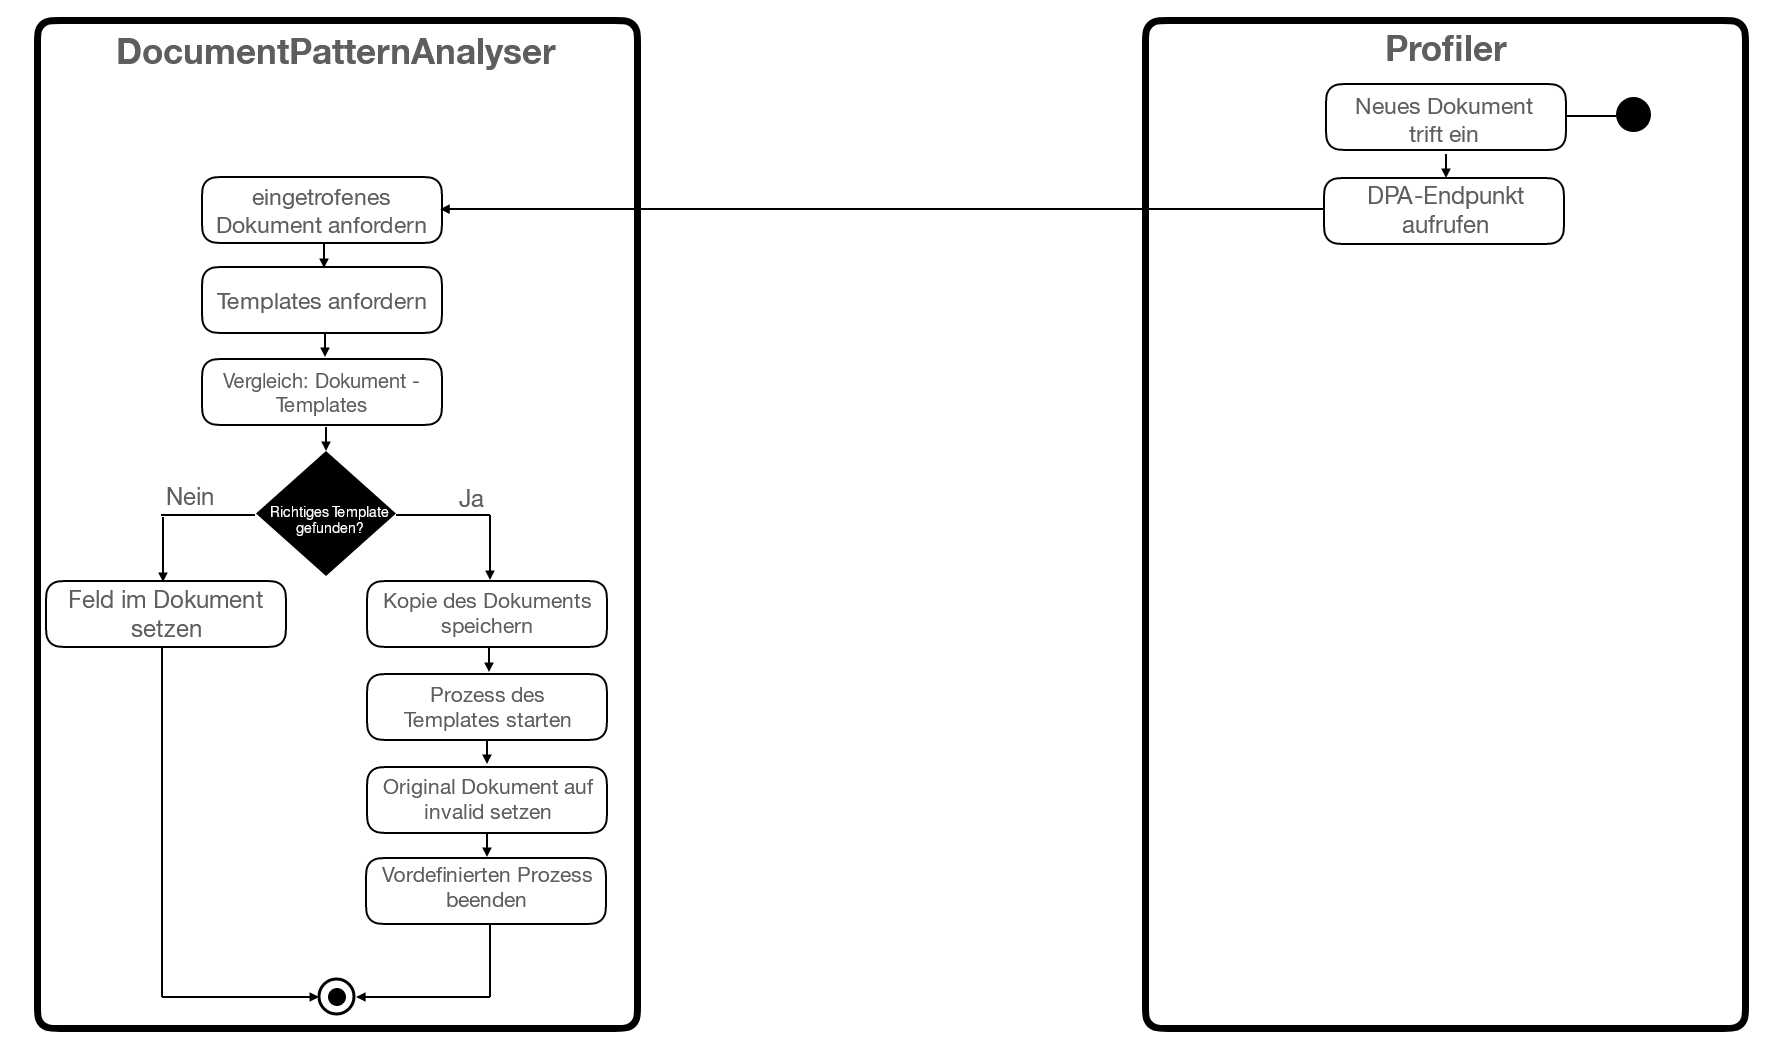 DocumentPatternAnalyser
eingetrofenes
Dokument anfordern
Templates anfordern
Vergleich: Dokument -
Templates
Richtiges Template
gefunden?
Nein
Ja
Feld im Dokument
setzen
Kopie des Dokuments
speichern
Prozess des
Templates starten
Original Dokument auf
invalid setzen
Vordefinierten Prozess
beenden
Profiler
Neues Dokument
trift ein
DPA-Endpunkt
aufrufen